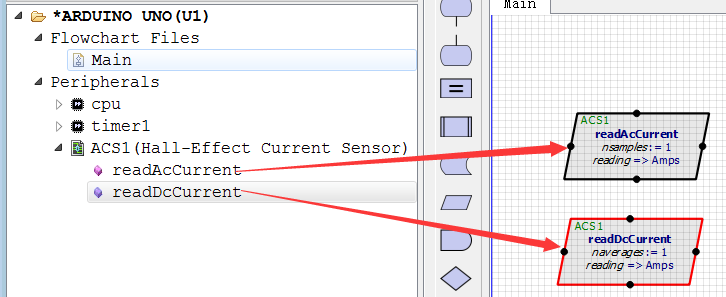 *ARDUINO UNO(U1)
Flowchart Files
Main
Peripherals
cpu
timer1
ACS1(Hall-Effect Current Sensor)
readAcCurrent
readDcCurrent
Main
ACS1
readAcCurrent
nsamples:= 1
reading => Amps
ACS1
readDcCurrent
naverages:= 1
reading => Amps